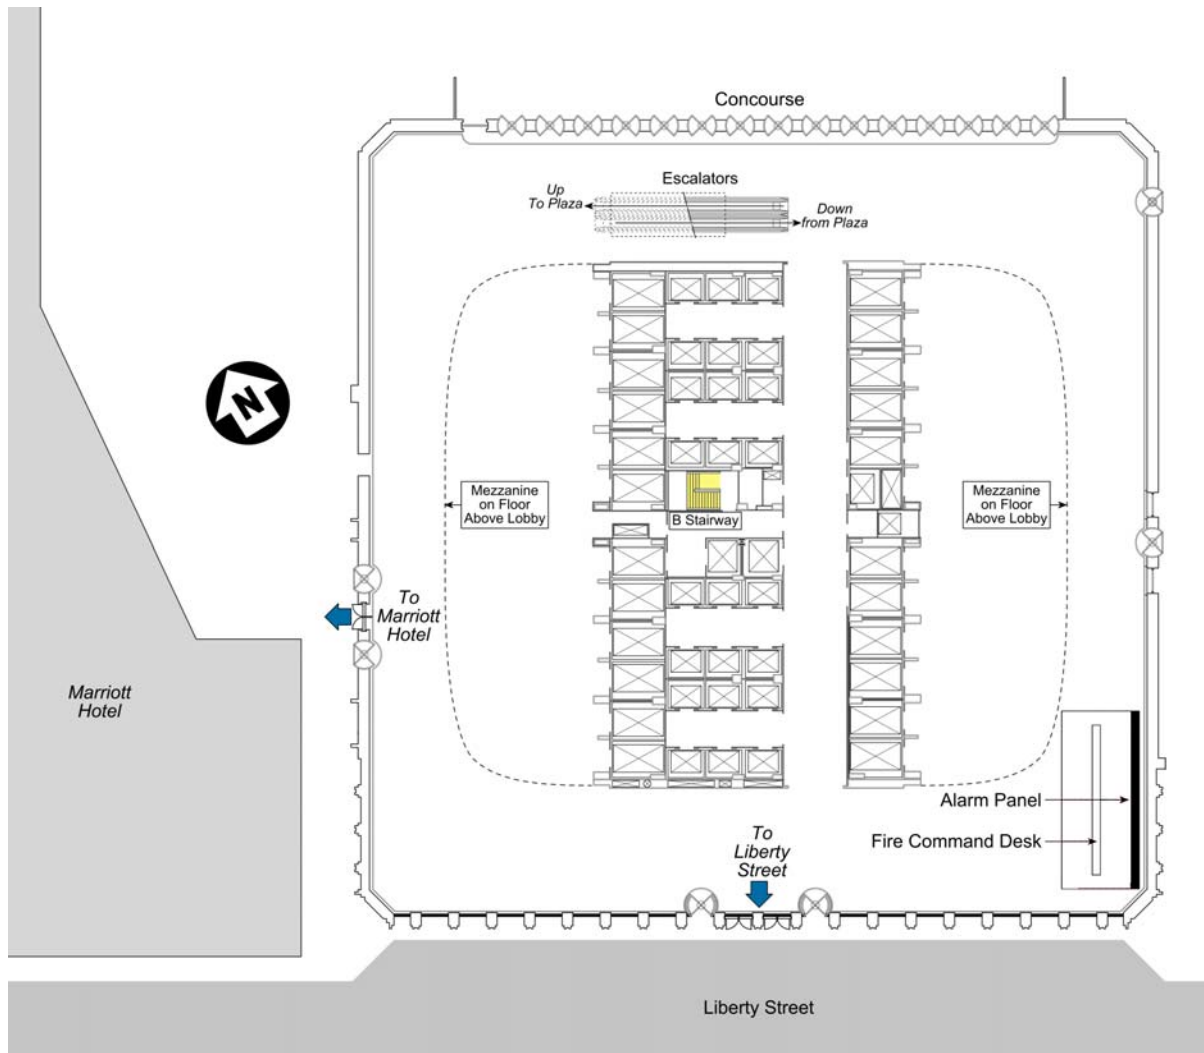 Concourse
Escalators
Up
To Plaza
Down
from Plaza
N
Mezzanine
on Floor
Above Lobby
B Stairway
Mezzanine
on Floor
Above Lobby
To
Marriott
Hotel
Marriott
Hotel
Alarm Panel
Fire Command Desk
To
Liberty
Street
Liberty Street